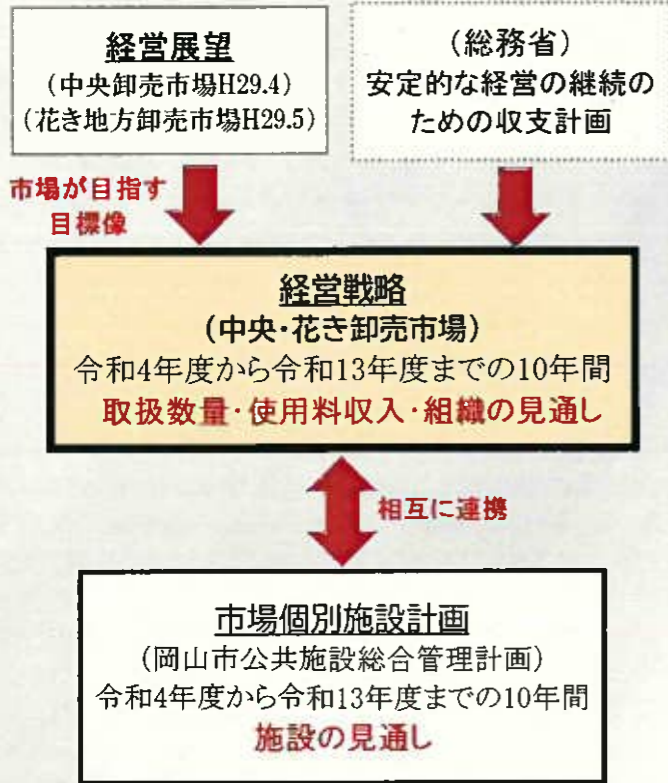 経営展望
(中央卸売市場H29.4)
(花き地方卸売市場H29.5)
(総務省)
安定的な経営の継続の
ための収支計画
市場が目指す
目標像
経営戦略
(中央・花き卸売市場)
令和4年度から令和13年度までの10年間
取扱数量・使用料収入・組織の見通し
相互に連携
市場個別施設計画
(岡山市公共施設総合管理計画)
令和4年度から令和13年度までの10年間
施設の見通し